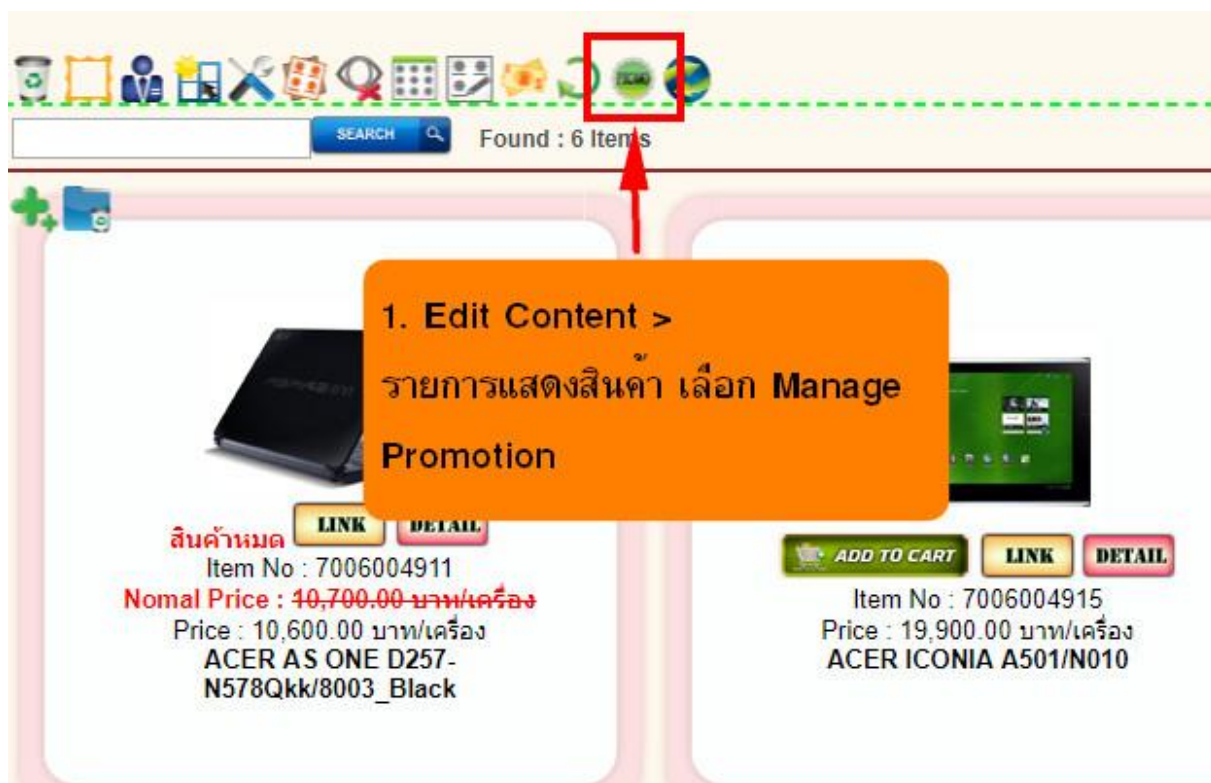 SEARCH
Found : 6 Items
1. Edit Content >
รายการแสดงสินค้า เลือก Manage
Promotion
สินค้าหมด LINK DETAIL
Item No : 7006004911
Nomal Price : 10,700.00 บาท/เครื่อง
Price : 10,600.00 บาท/เครื่อง
ACER AS ONE D257-
N578Qkk/8003_Black
ADD TO CART LINK DETAIL
Item No : 7006004915
Price : 19,900.00 บาท/เครื่อง
ACER ICONIA A501/N010